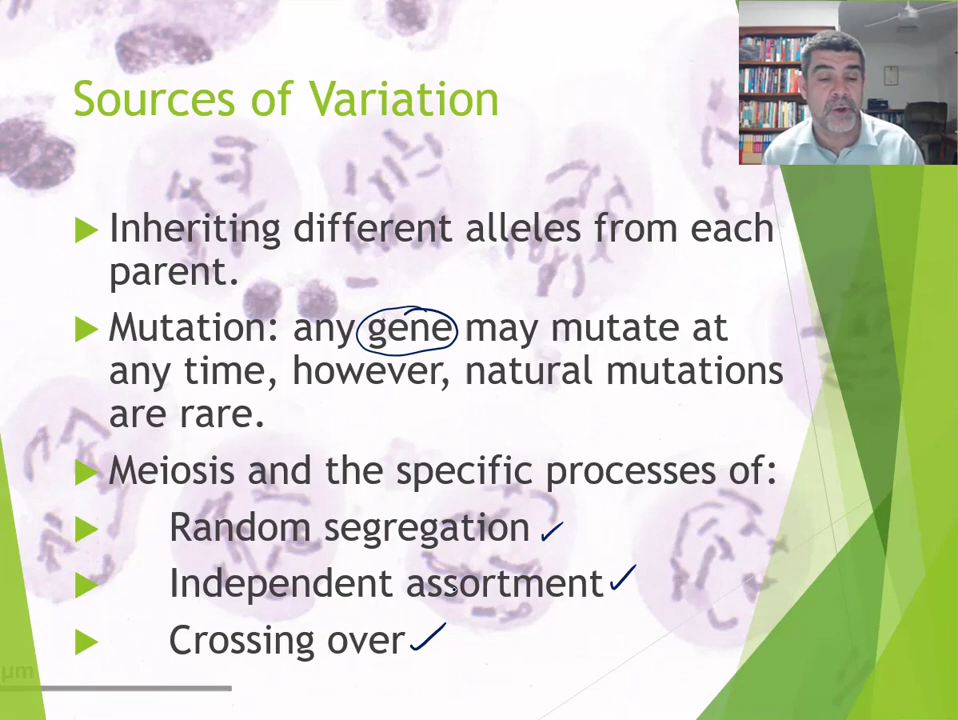 Sources of Variation
Inheriting different alleles from each
parent.
Mutation: any gene may mutate at
any time, however, natural mutations
are rare.
Meiosis and the specific processes of:
Random segregation
Independent assortment
Crossing over
µm